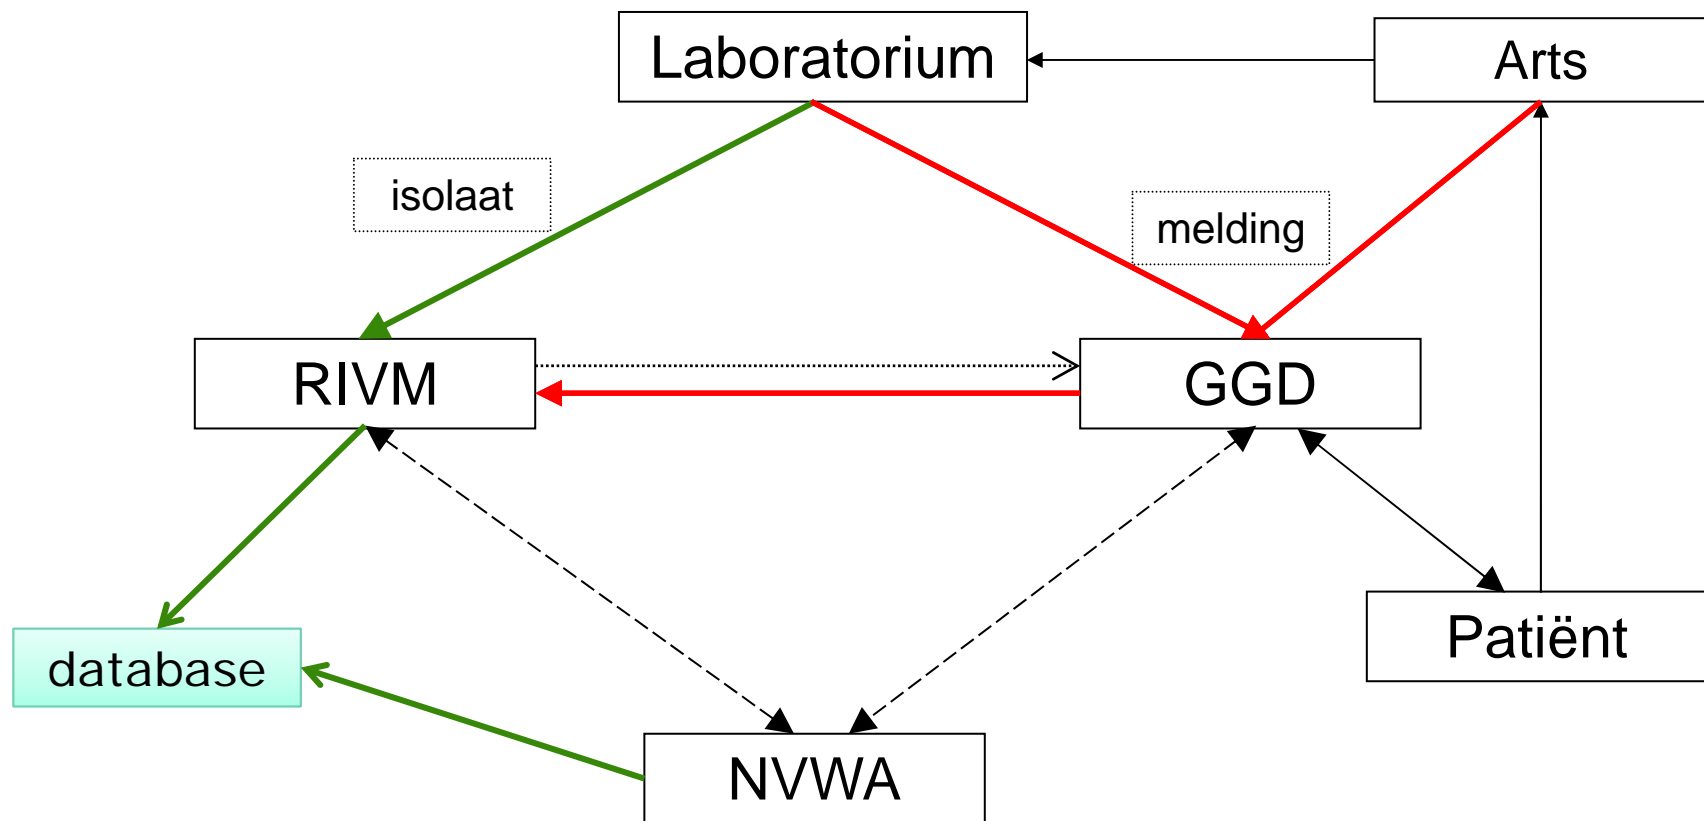 Laboratorium
Arts
isolaat
melding
RIVM
GGD
Patiënt
database
NVWA